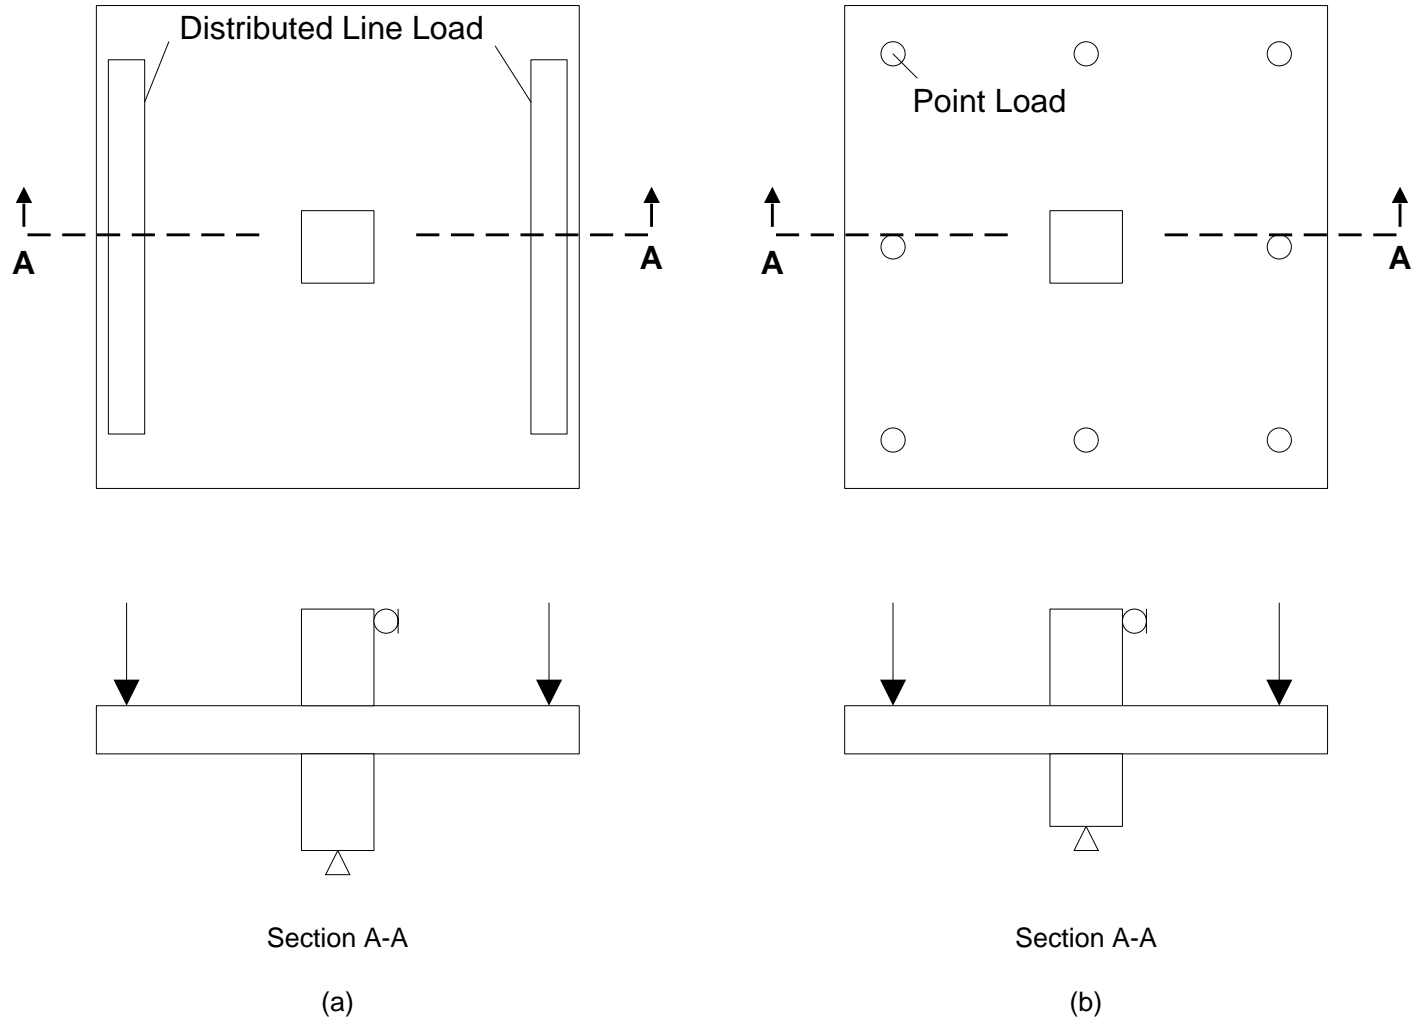 Distributed Line Load
Point Load
A
A
A
A
Section A-A
Section A-A
(a)
(b)